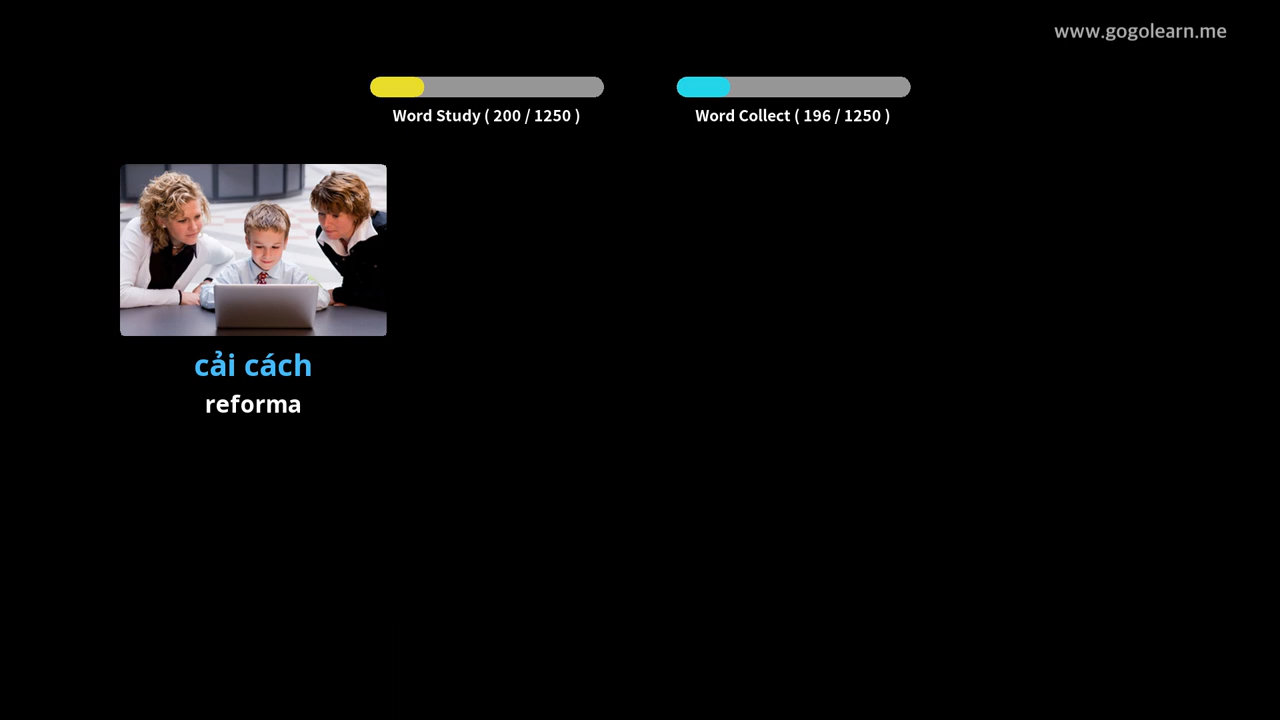 www.gogolearn.me
Word Study ( 200 / 1250 )
Word Collect ( 196 / 1250 )
cải cách
reforma